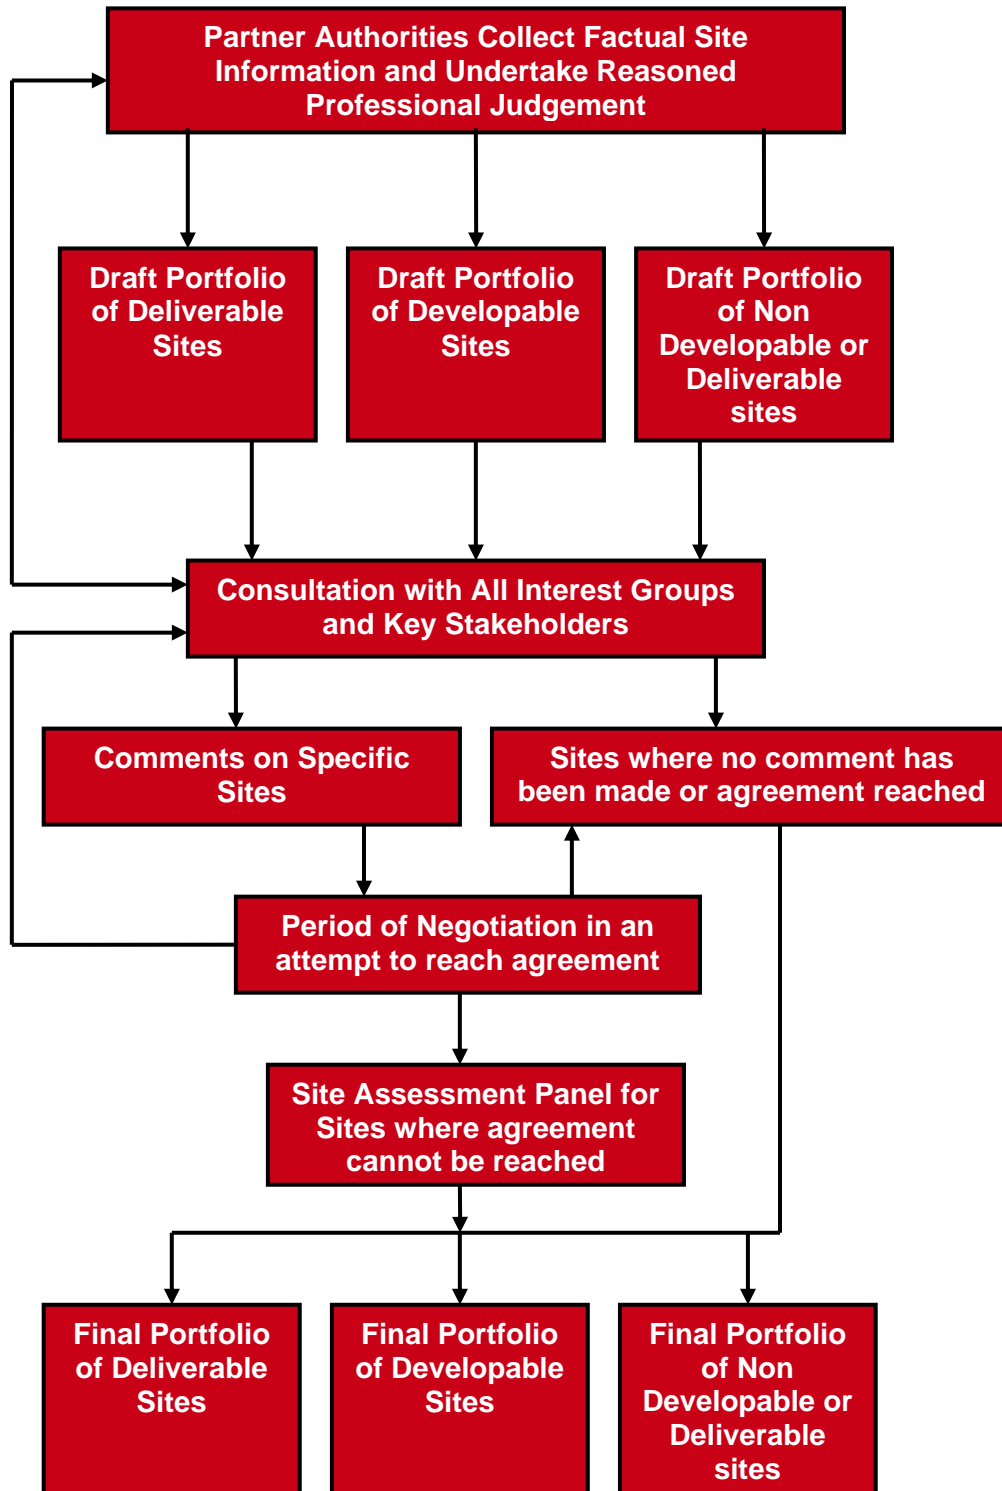 Partner Authorities Collect Factual Site
Information and Undertake Reasoned
Professional Judgement
Draft Portfolio
of Deliverable
Sites
Draft Portfolio
of Developable
Sites
Draft Portfolio
of Non
Developable or
Deliverable
sites
Consultation with All Interest Groups
and Key Stakeholders
Comments on Specific
Sites
Sites where no comment has
been made or agreement reached
Period of Negotiation in an
attempt to reach agreement
Site Assessment Panel for
Sites where agreement
cannot be reached
Final Portfolio
of Deliverable
Sites
Final Portfolio
of Developable
Sites
Final Portfolio
of Non
Developable or
Deliverable
sites